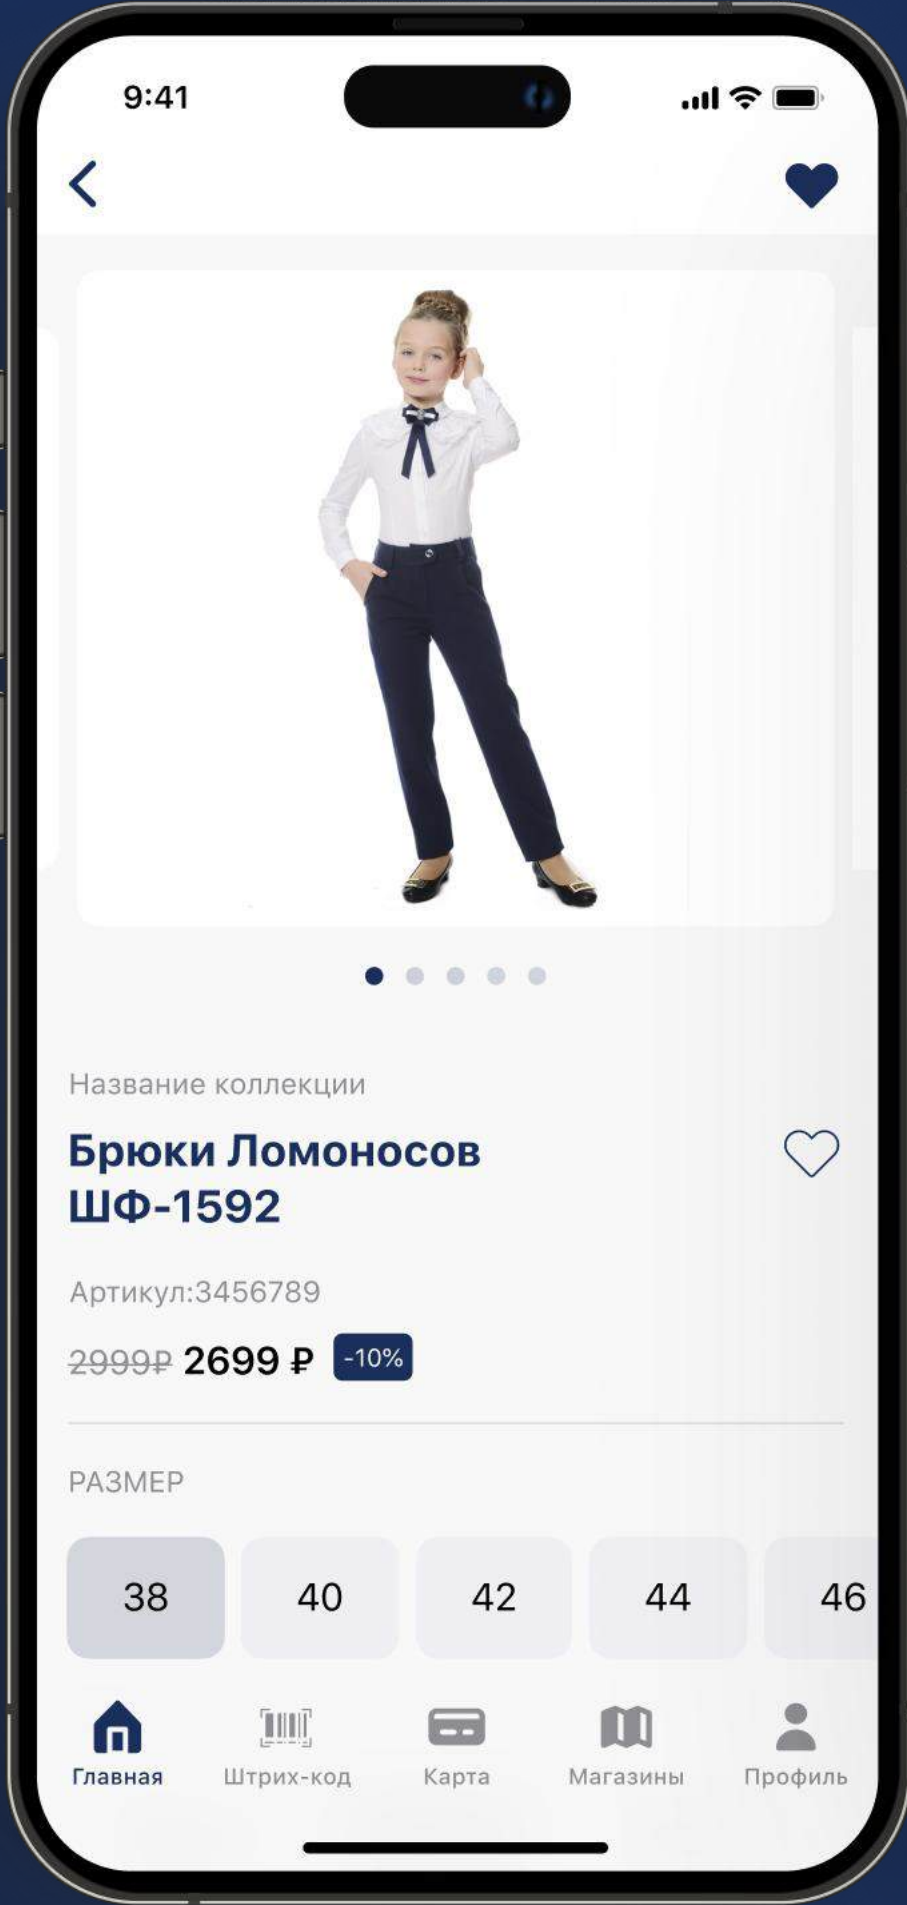 9:41
Название коллекции
Брюки Ломоносов
ШФ-1592
Артикул:3456789
2999₽ 2699 ₽ -10%
РАЗМЕР
38 40 42 44 46
Главная Штрих-код Карта Магазины Профиль